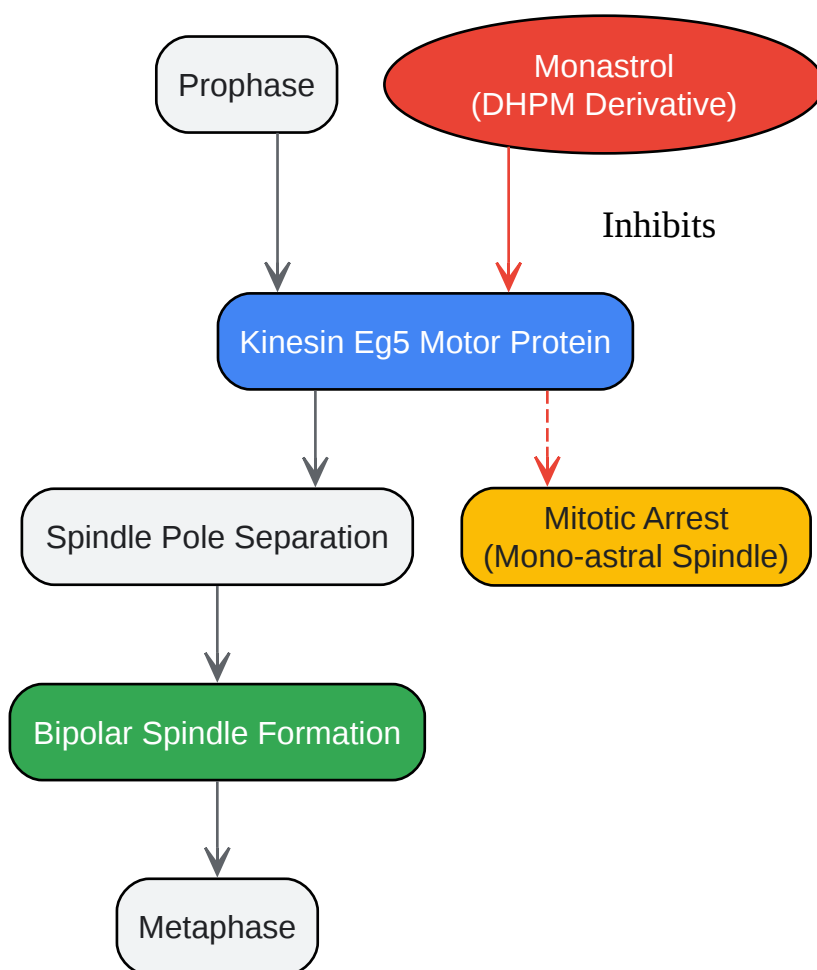 Prophase
Monastrol
(DHPM Derivative)
Inhibits
Kinesin Eg5 Motor Protein
Spindle Pole Separation
Mitotic Arrest
(Mono-astral Spindle)
Bipolar Spindle Formation
Metaphase